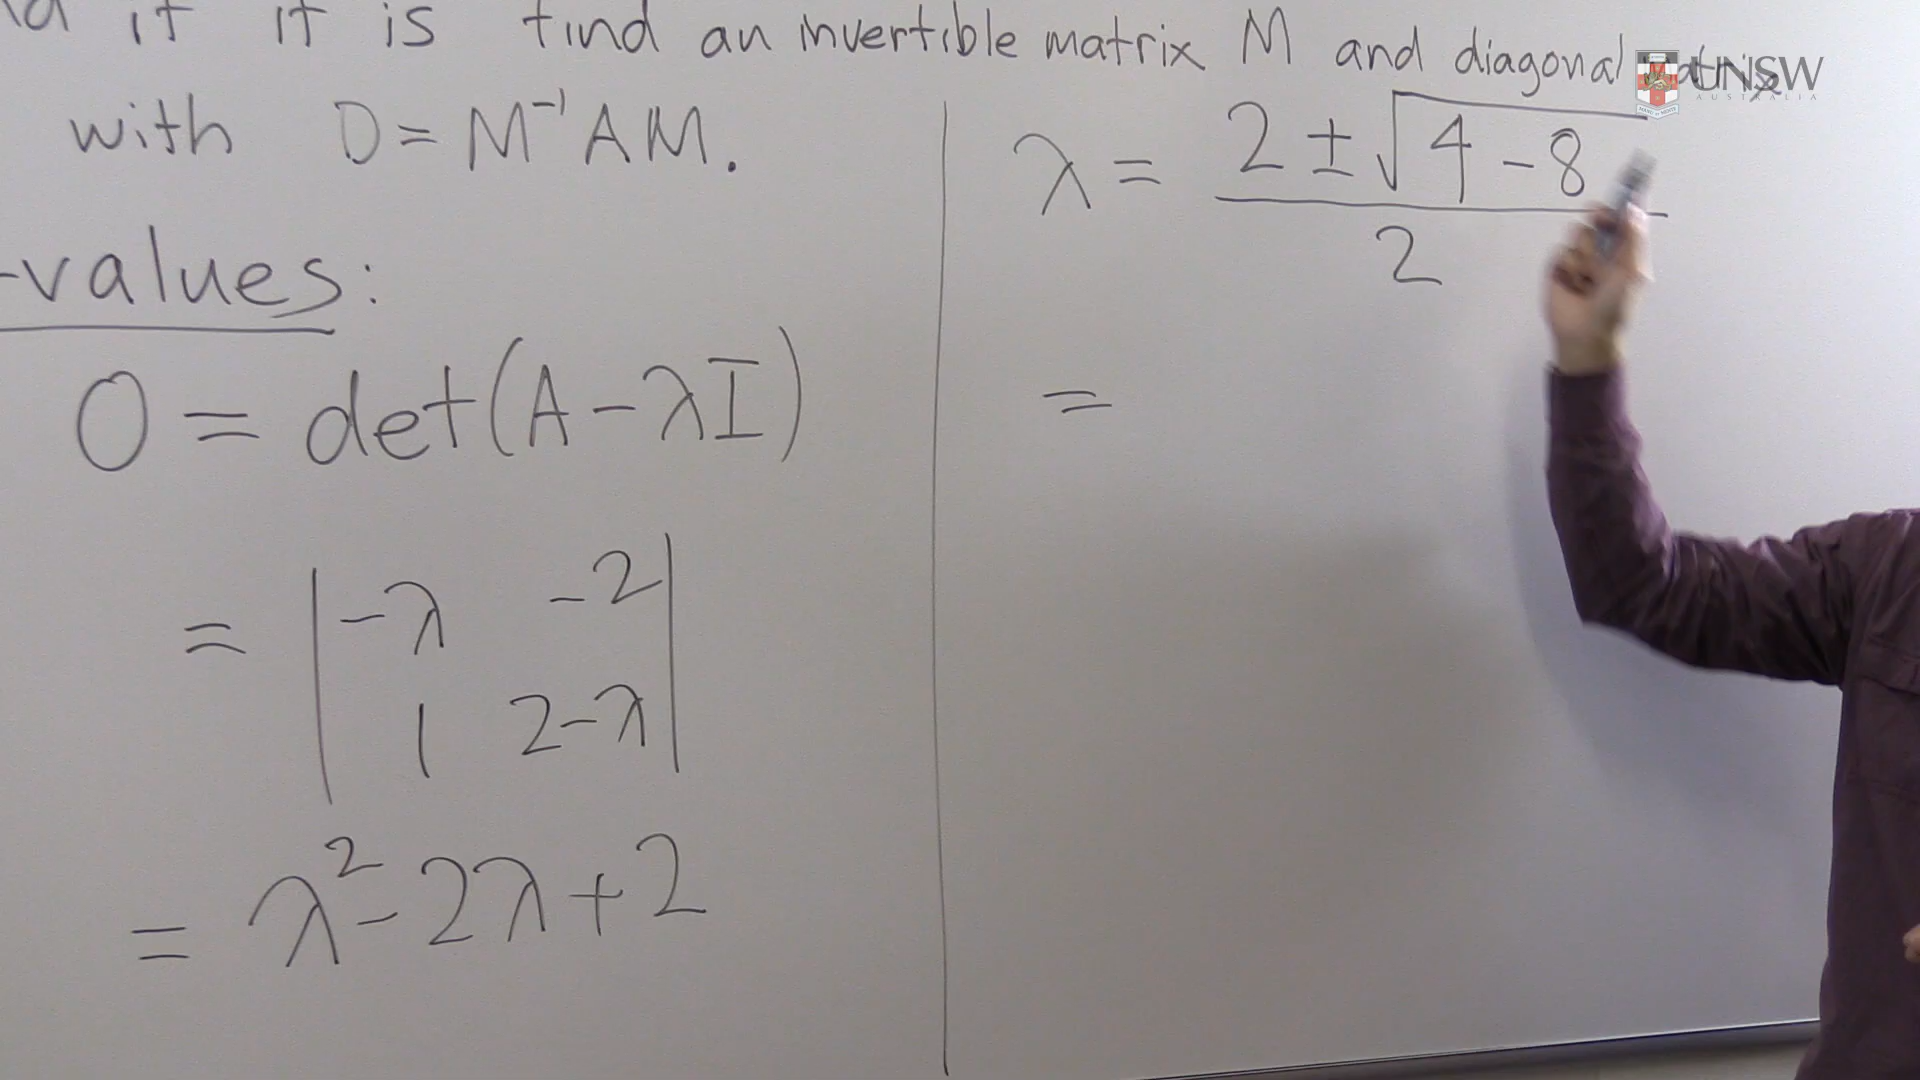 if it is find an invertible matrix M and diagonal
with D = M⁻¹AM.
-values:
0 = det(A - λI)
= | -λ -2 |
| 1 2-λ |
= λ² - 2λ + 2
λ = (2 ± √(4 - 8)) / 2
=
UNSW
AUSTRALIA